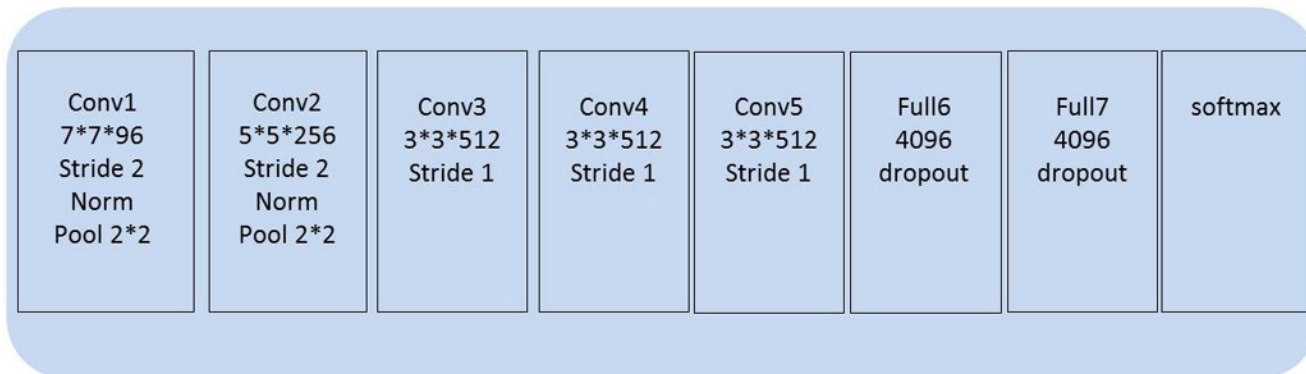 Conv1
7*7*96
Stride 2
Norm
Pool 2*2
Conv2
5*5*256
Stride 2
Norm
Pool 2*2
Conv3
3*3*512
Stride 1
Conv4
3*3*512
Stride 1
Conv5
3*3*512
Stride 1
Full6
4096
dropout
Full7
4096
dropout
softmax